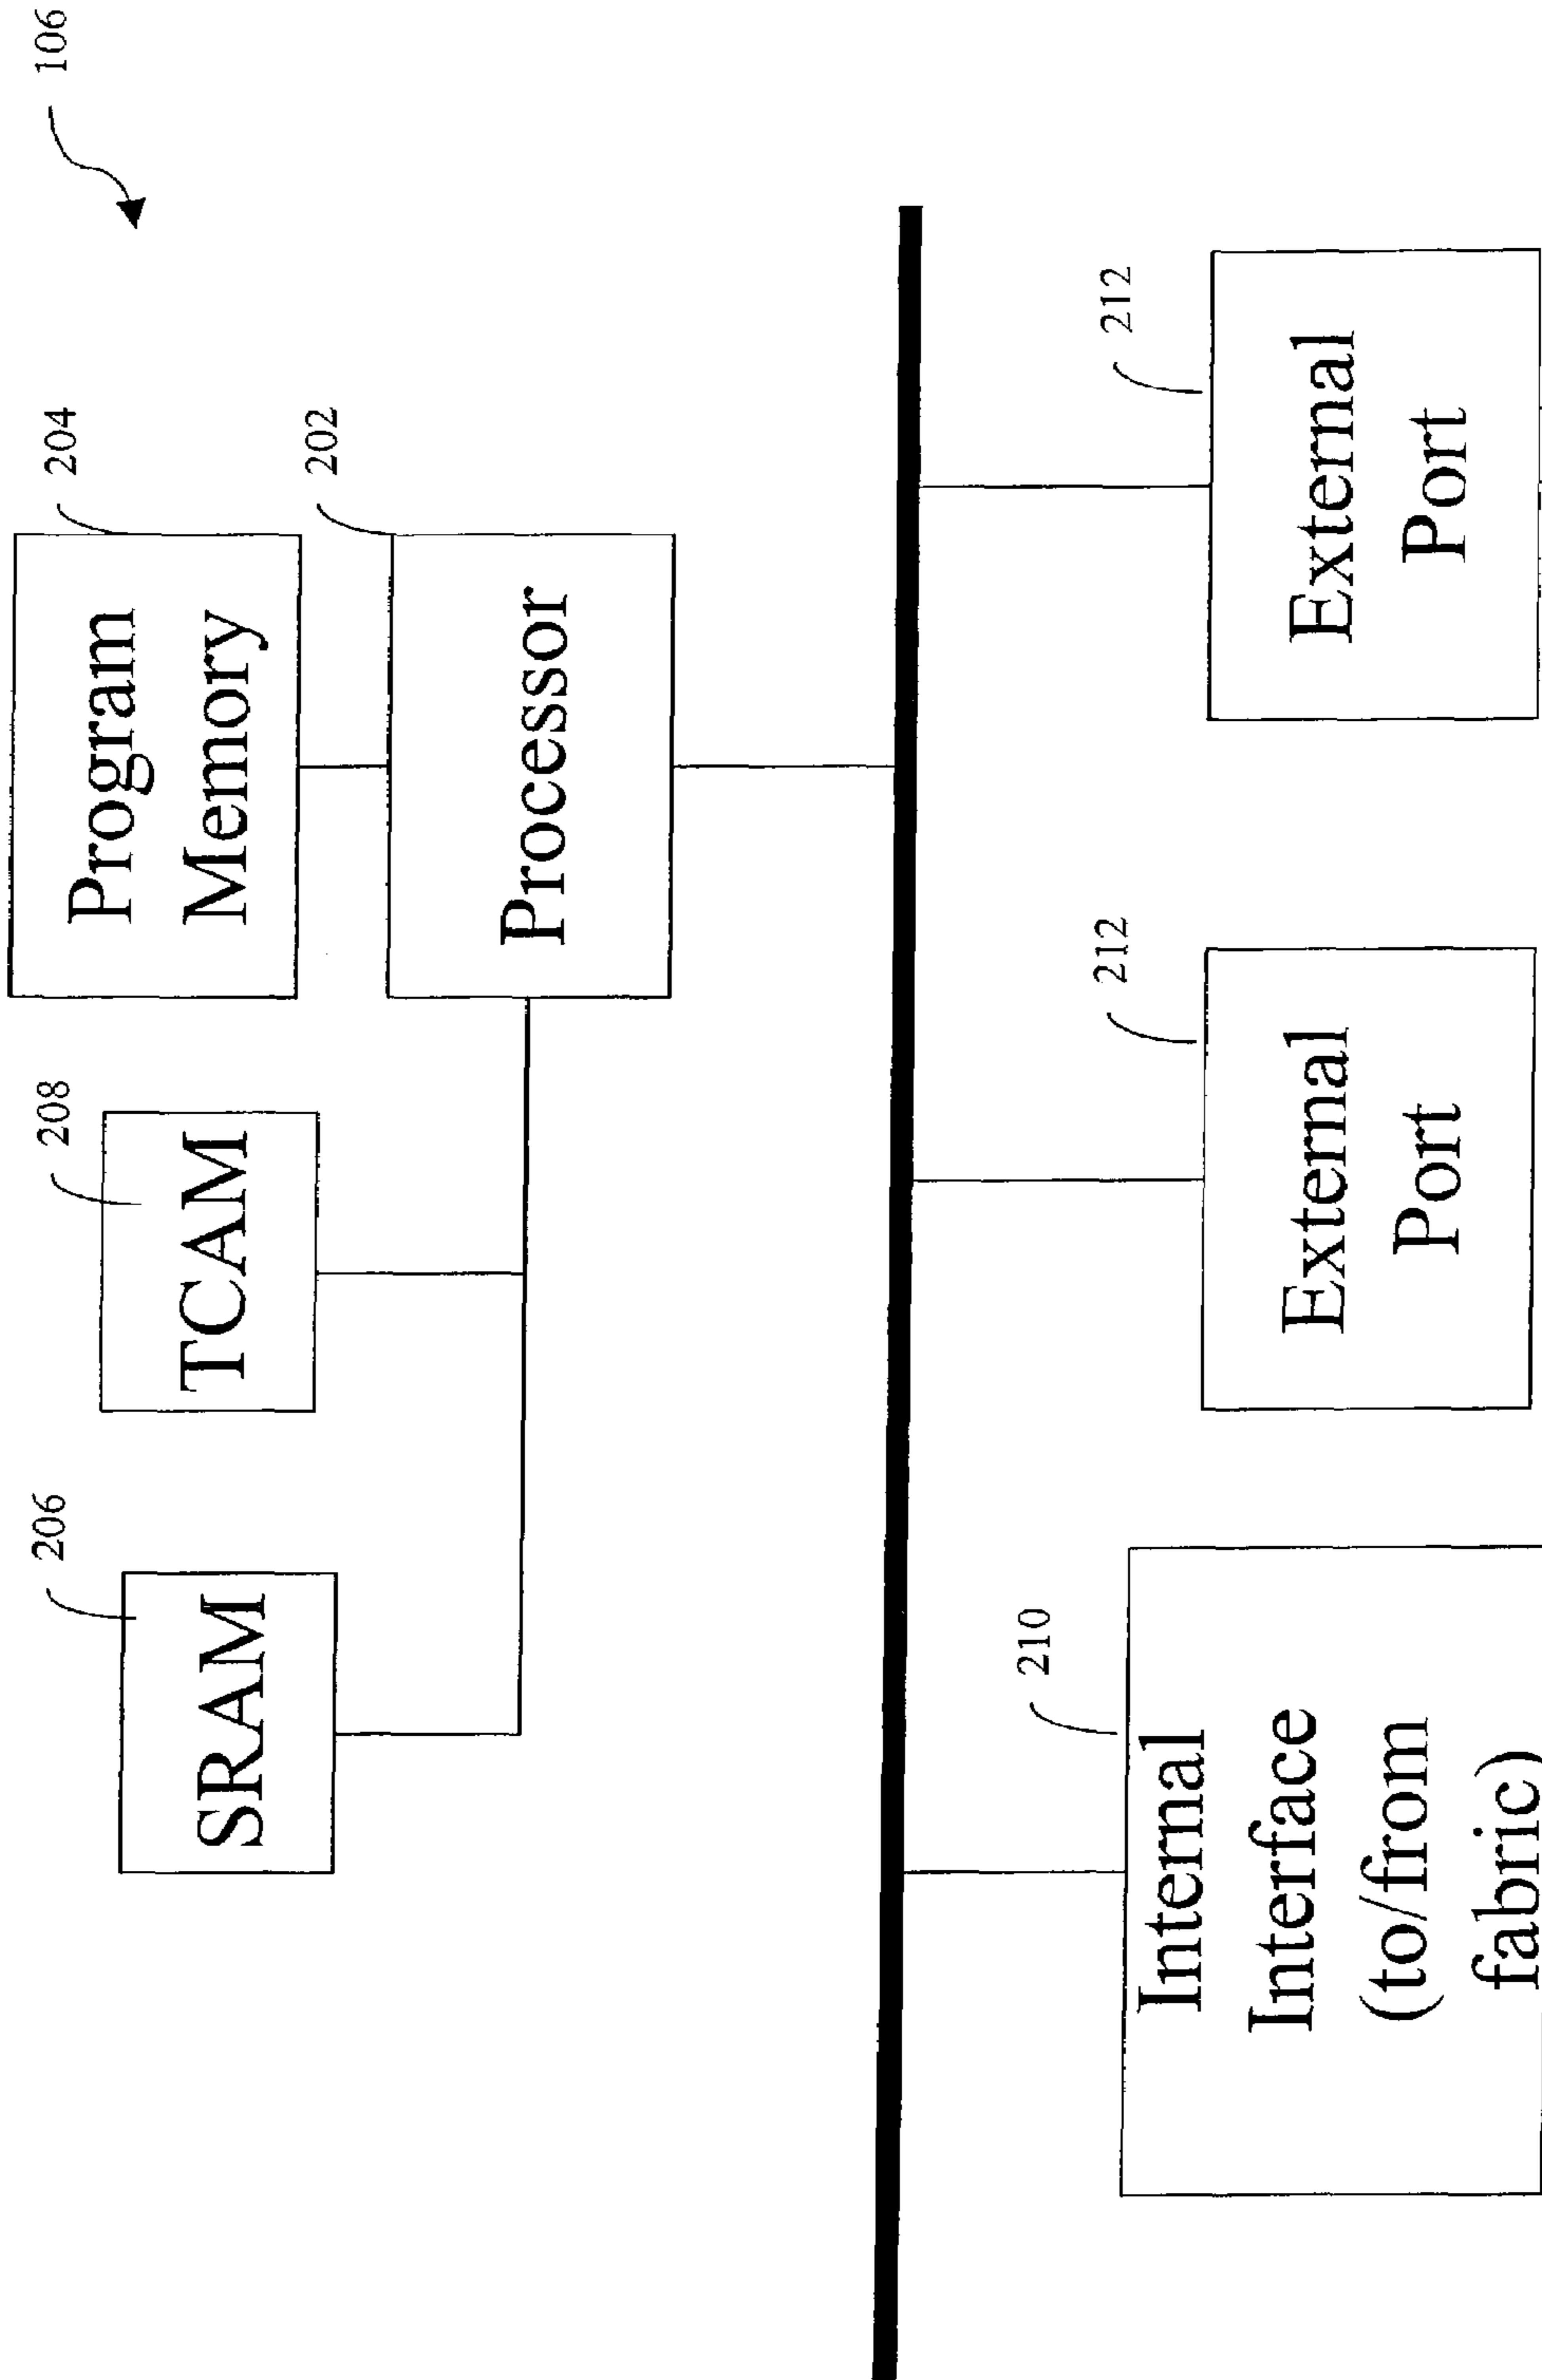 106
204
Program
Memory
208
TCAM
206
SRAM
202
Processor
210
Internal
Interface
(to/from
fabric)
212
External
Port
212
External
Port